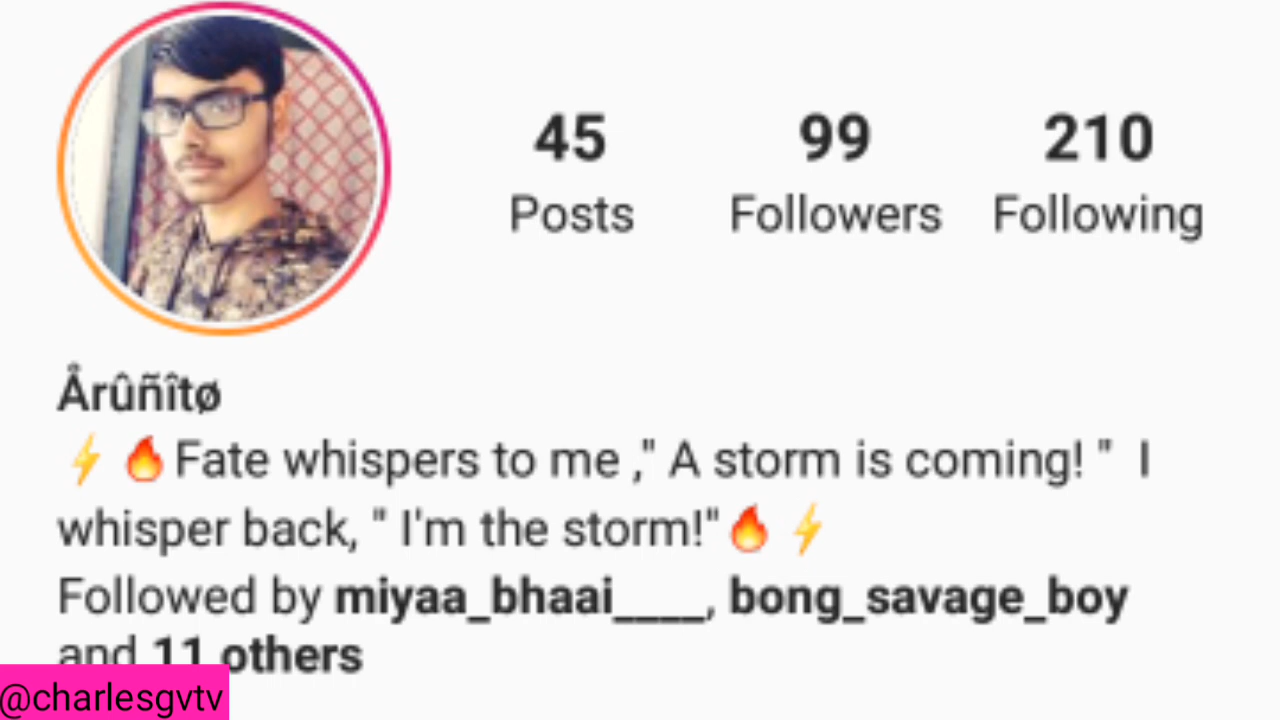 45 99 210
Posts Followers Following
Årûñîtø
⚡🔥Fate whispers to me ," A storm is coming! " I
whisper back, " I'm the storm!"🔥⚡
Followed by miyaa_bhaai____, bong_savage_boy
and 11 others
@charlesgvtv